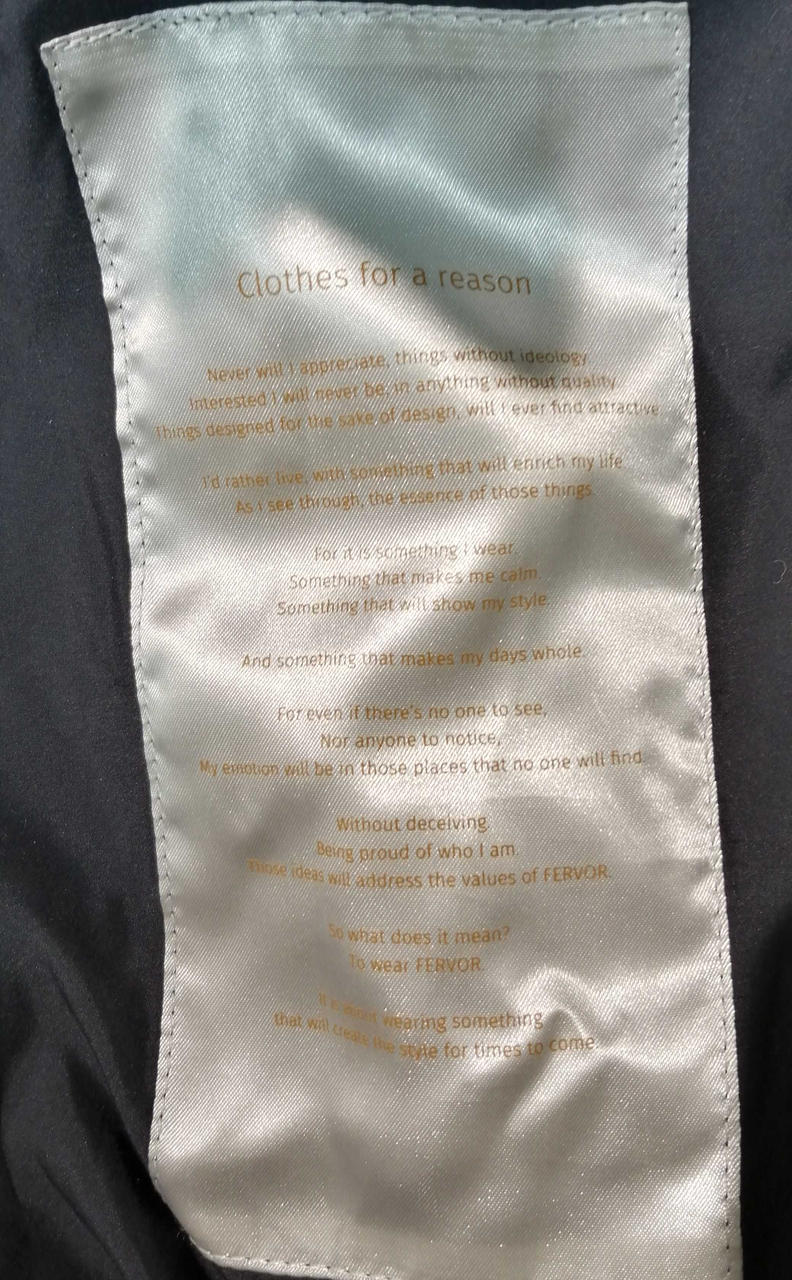 Clothes for a reason
Never will I appreciate, things without ideology.
Interested I will never be, in anything without quality.
Things designed for the sake of design, will I ever find attractive.
I'd rather live, with something that will enrich my life
As I see through, the essence of those things.
For it is something I wear.
Something that makes me calm.
Something that will show my style.
And something that makes my days whole.
For even if there's no one to see,
Nor anyone to notice,
My emotion will be in those places that no one will find.
Without deceiving.
Being proud of who I am.
Those ideas will address the values of FERVOR.
So what does it mean?
To wear FERVOR.
It wearing something
that will create the style for times to come.